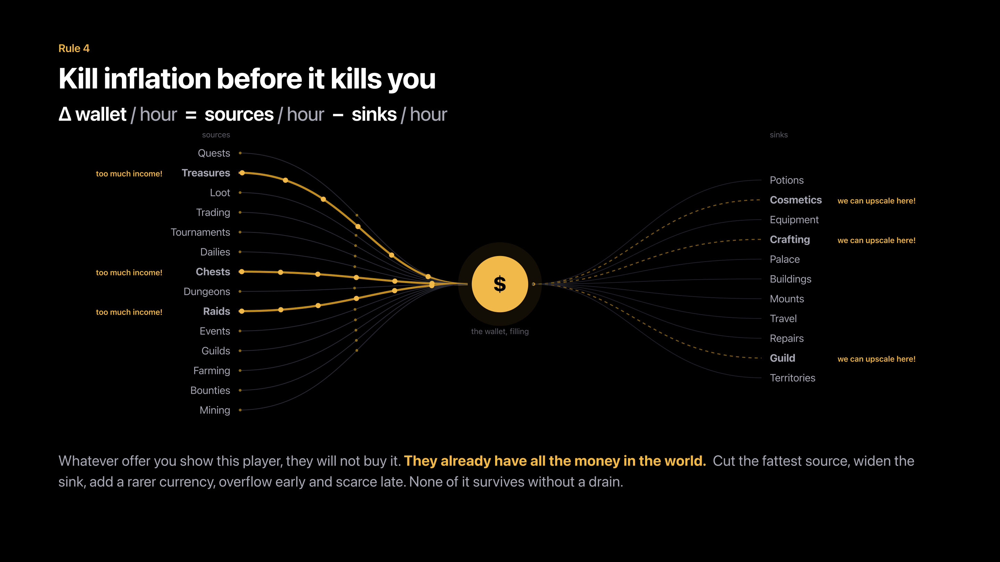 Rule 4
Kill inflation before it kills you
Δ wallet / hour = sources / hour – sinks / hour
sources
Quests
too much income! Treasures
Loot
Trading
Tournaments
Dailies
too much income! Chests
Dungeons
too much income! Raids
Events
Guilds
Farming
Bounties
Mining
$
the wallet, filling
sinks
Potions
Cosmetics we can upscale here!
Equipment
Crafting we can upscale here!
Palace
Buildings
Mounts
Travel
Repairs
Guild we can upscale here!
Territories
Whatever offer you show this player, they will not buy it. They already have all the money in the world. Cut the fattest source, widen the
sink, add a rarer currency, overflow early and scarce late. None of it survives without a drain.